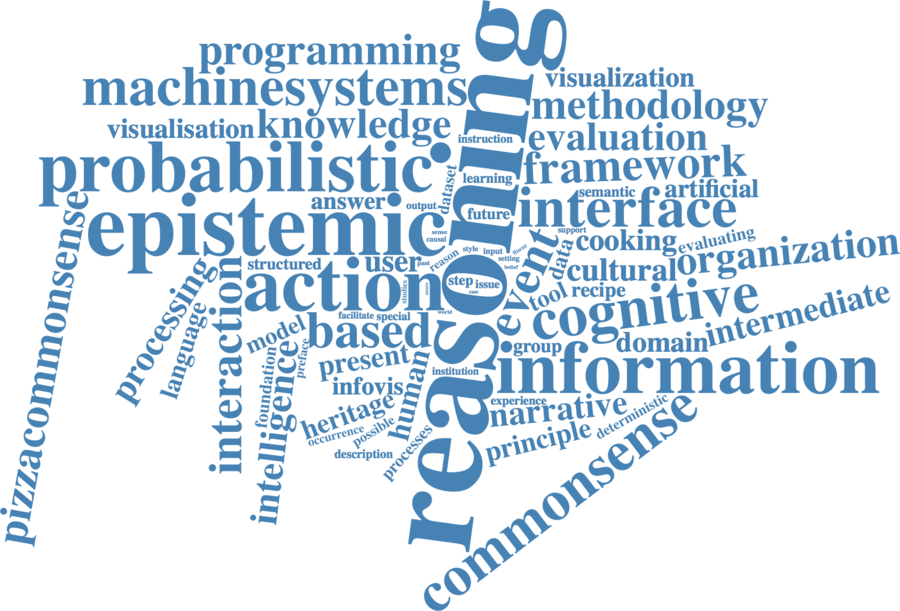 reasoning
programming
visualization
machinesystems
methodology
visualisation
knowledge
instruction
evaluation
probabilistic
framework
learning
dataset
semantic
artificial
answer
output
future
interface
epistemic
sense
causal
support
cooking
evaluating
organization
pizzacommonsense
structured
user
past
reason
style
input
fluent
setting
belief
event
data
cultural
processing
language
interaction
action
studies
step
issue
tool
recipe
cognitive
intermediate
facilitate
special
world
model
based
group
domain
foundation
preface
intelligence
present
human
infovis
institution
information
heritage
experience
narrative
deterministic
occurrence
possible
principle
description
processes
commonsense